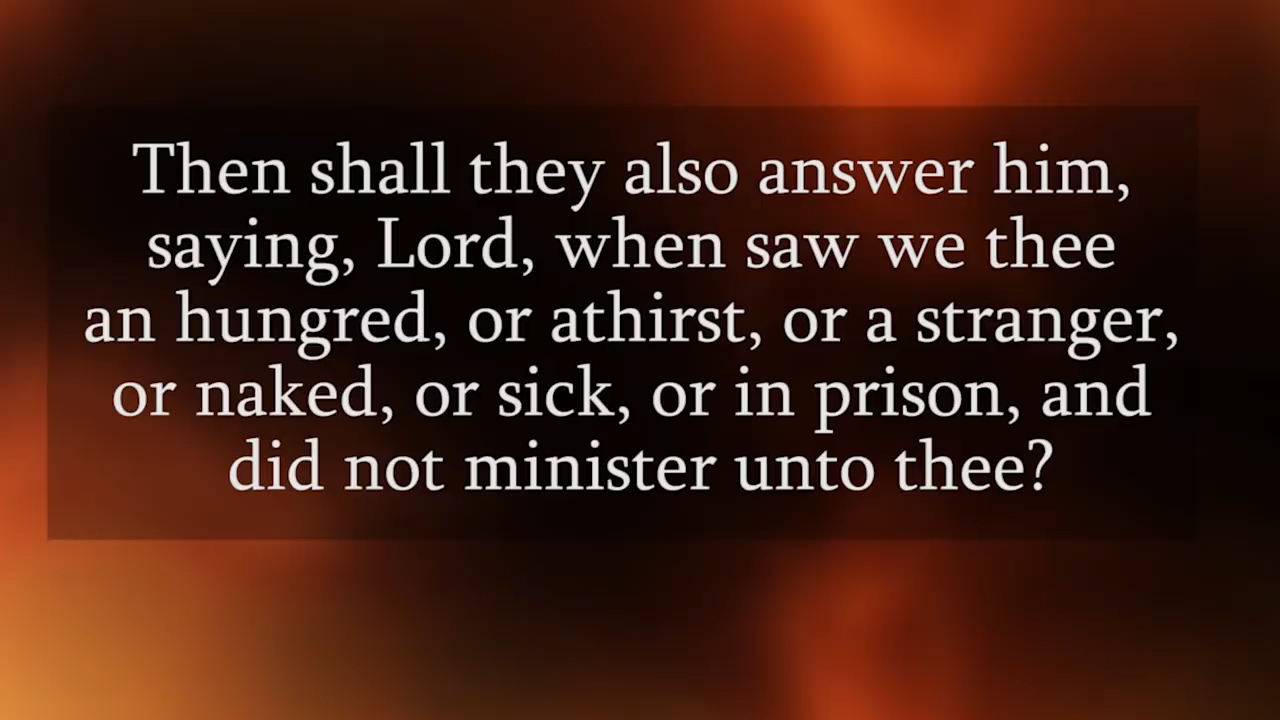 Then shall they also answer him,
saying, Lord, when saw we thee
an hungred, or athirst, or a stranger,
or naked, or sick, or in prison, and
did not minister unto thee?